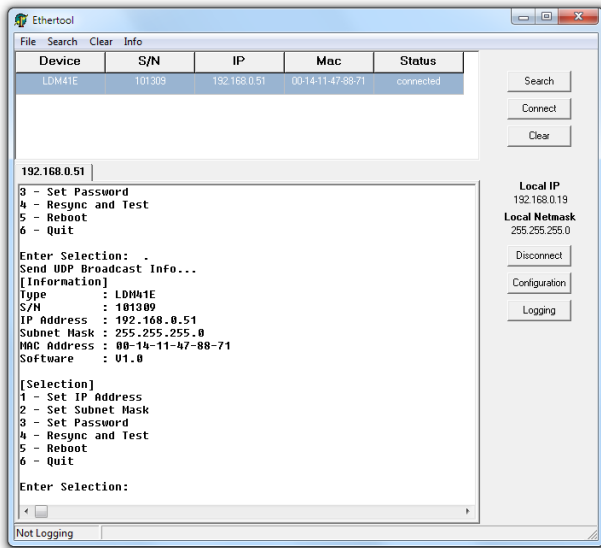 Ethertool
File Search Clear Info
Device S/N IP Mac Status
LDM41E 101309 192.168.0.51 00-14-11-47-88-71 connected
Search
Connect
Clear
192.168.0.51
3 - Set Password
4 - Resync and Test
5 - Reboot
6 - Quit
Enter Selection:  .
Send UDP Broadcast Info...
[Information]
Type        : LDM41E
S/N         : 101309
IP Address  : 192.168.0.51
Subnet Mask : 255.255.255.0
MAC Address : 00-14-11-47-88-71
Software    : V1.0
[Selection]
1 - Set IP Address
2 - Set Subnet Mask
3 - Set Password
4 - Resync and Test
5 - Reboot
6 - Quit
Enter Selection:
Local IP
192.168.0.19
Local Netmask
255.255.255.0
Disconnect
Configuration
Logging
Not Logging